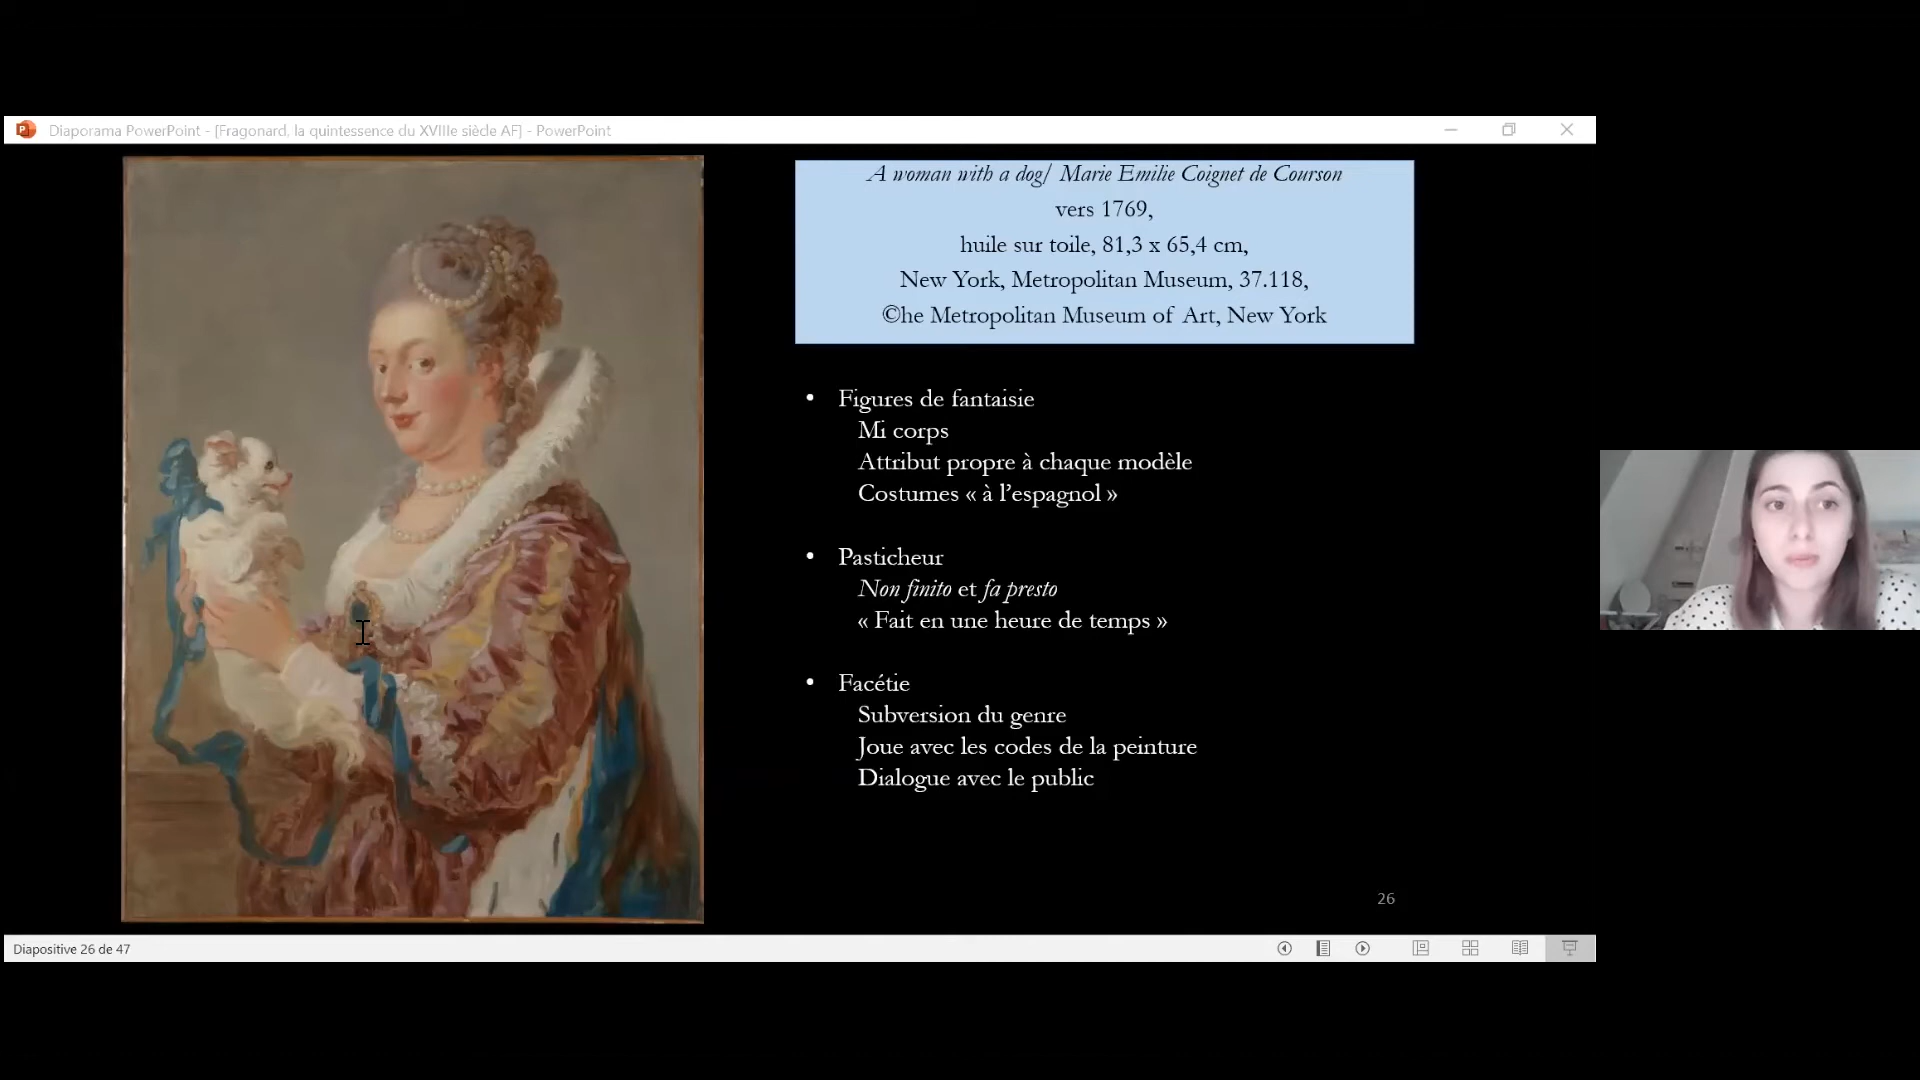 Diaporama PowerPoint - [Fragonard, la quintessence du XVIIIe siècle AF] - PowerPoint
A woman with a dog/ Marie Emilie Coignet de Courson
vers 1769,
huile sur toile, 81,3 x 65,4 cm,
New York, Metropolitan Museum, 37.118,
©he Metropolitan Museum of Art, New York
• Figures de fantaisie
Mi corps
Attribut propre à chaque modèle
Costumes « à l’espagnol »
• Pasticheur
Non finito et fa presto
« Fait en une heure de temps »
• Facétie
Subversion du genre
Joue avec les codes de la peinture
Dialogue avec le public
26
Diapositive 26 de 47